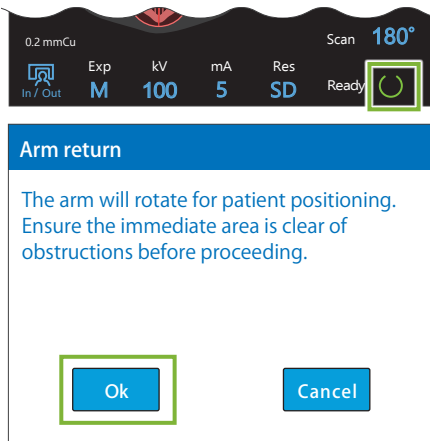 0.2 mmCu
Scan 180°
Exp kV mA Res
In / Out M 100 5 SD Ready
Arm return
The arm will rotate for patient positioning.
Ensure the immediate area is clear of
obstructions before proceeding.
Ok Cancel